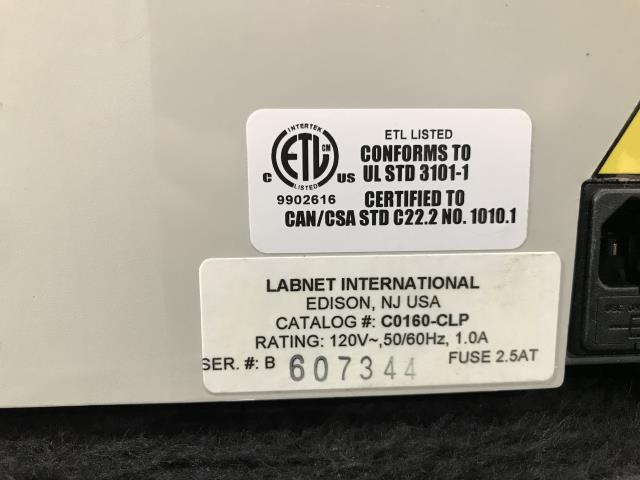 INTERTEK
ETL CM
LISTED
C US
9902616
ETL LISTED
CONFORMS TO
UL STD 3101-1
CERTIFIED TO
CAN/CSA STD C22.2 NO. 1010.1
LABNET INTERNATIONAL
EDISON, NJ USA
CATALOG #: C0160-CLP
RATING: 120V~,50/60Hz, 1.0A
SER. #: B 607344 FUSE 2.5AT